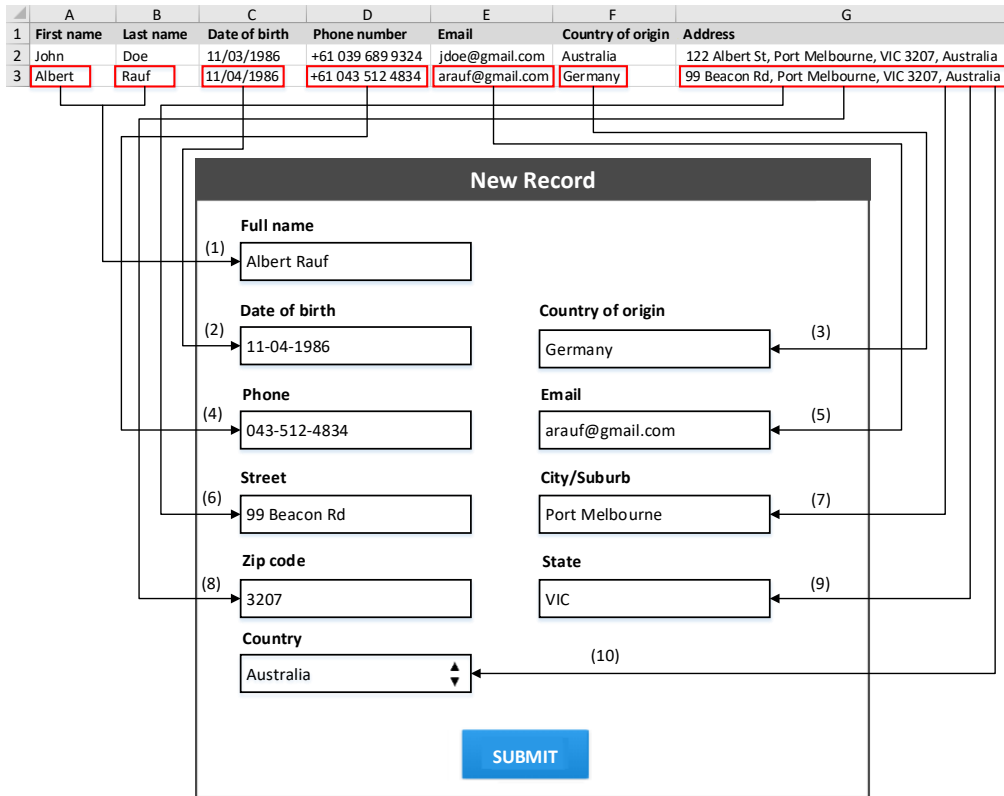 A B C D E F G
1 First name Last name Date of birth Phone number Email Country of origin Address
2 John Doe 11/03/1986 +61 039 689 9324 jdoe@gmail.com Australia 122 Albert St, Port Melbourne, VIC 3207, Australia
3 Albert Rauf 11/04/1986 +61 043 512 4834 arauf@gmail.com Germany 99 Beacon Rd, Port Melbourne, VIC 3207, Australia
New Record
Full name
(1) Albert Rauf
Date of birth Country of origin
(2) 11-04-1986 Germany (3)
Phone Email
(4) 043-512-4834 arauf@gmail.com (5)
Street City/Suburb
(6) 99 Beacon Rd Port Melbourne (7)
Zip code State
(8) 3207 VIC (9)
Country
Australia (10)
SUBMIT